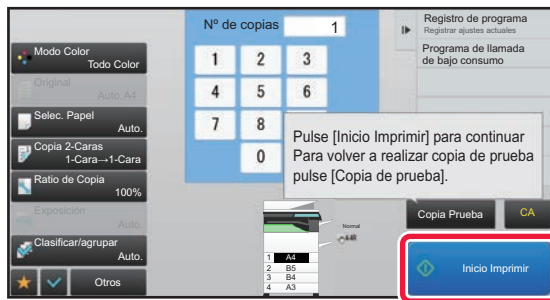 Nº de copias
1
Registro de programa
Registrar ajustes actuales
Programa de llamada
de bajo consumo
Modo Color
Todo Color
Original
Auto. A4
Selec. Papel
Auto.
Copia 2-Caras
1-Cara→1-Cara
Ratio de Copia
100%
Exposición
Auto.
Clasificar/agrupar
Auto.
Otros
1 2 3
4 5 6
7 8
0
Pulse [Inicio Imprimir] para continuar
Para volver a realizar copia de prueba
pulse [Copia de prueba].
Normal
A4R
1 A4
2 B5
3 B4
4 A3
Copia Prueba
CA
Inicio Imprimir